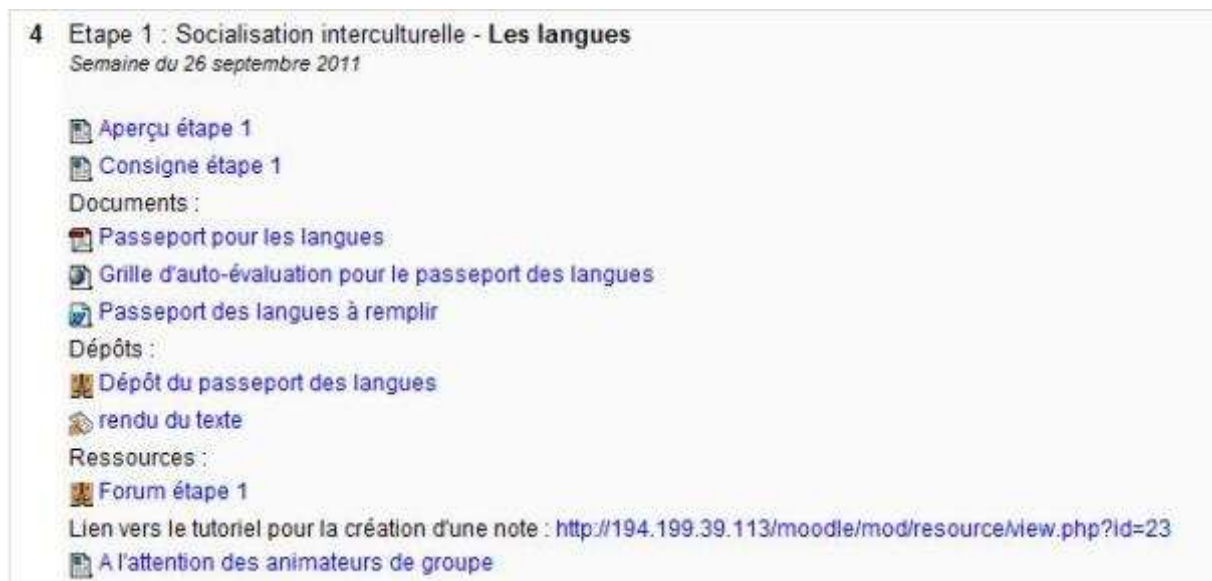 4 Etape 1 : Socialisation interculturelle - Les langues
Semaine du 26 septembre 2011
Aperçu étape 1
Consigne étape 1
Documents :
Passeport pour les langues
Grille d'auto-évaluation pour le passeport des langues
Passeport des langues à remplir
Dépôts :
Dépôt du passeport des langues
rendu du texte
Ressources :
Forum étape 1
Lien vers le tutoriel pour la création d'une note : http://194.199.39.113/moodle/mod/resource/view.php?id=23
A l'attention des animateurs de groupe